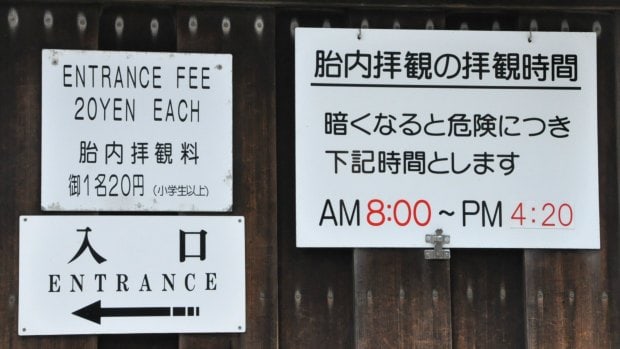 ENTRANCE FEE
20YEN EACH
胎内拝観料
御1名20円 (小学生以上)
入口
ENTRANCE
胎内拝観の拝観時間
暗くなると危険につき
下記時間とします
AM 8:00~PM 4:20